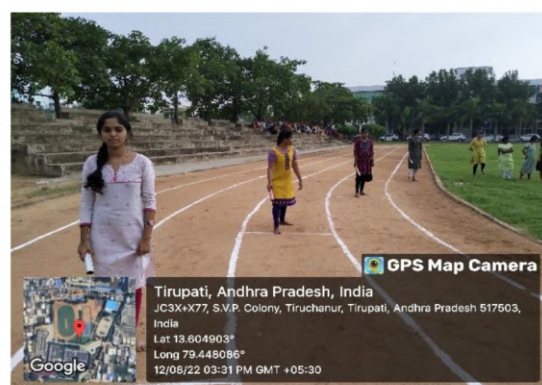 GPS Map Camera
Tirupati, Andhra Pradesh, India
JC3X+X77, S.V.P. Colony, Tiruchanur, Tirupati, Andhra Pradesh 517503,
India
Lat 13.604903°
Long 79.448086°
12/08/22 03:31 PM GMT +05:30
Google